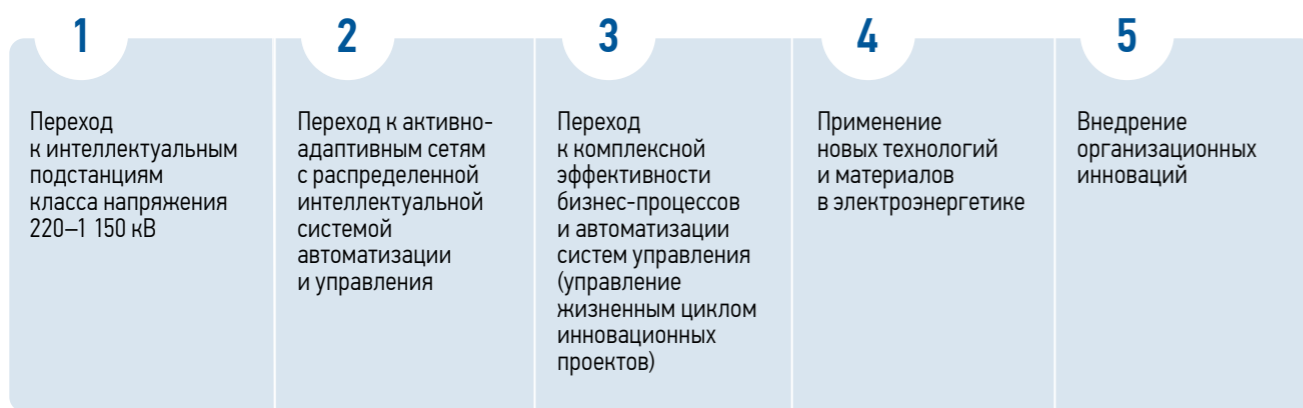 1
Переход
к интеллектуальным
подстанциям
класса напряжения
220–1 150 кВ
2
Переход к активно-
адаптивным сетям
с распределенной
интеллектуальной
системой
автоматизации
и управления
3
Переход
к комплексной
эффективности
бизнес-процессов
и автоматизации
систем управления
(управление
жизненным циклом
инновационных
проектов)
4
Применение
новых технологий
и материалов
в электроэнергетике
5
Внедрение
организационных
инноваций